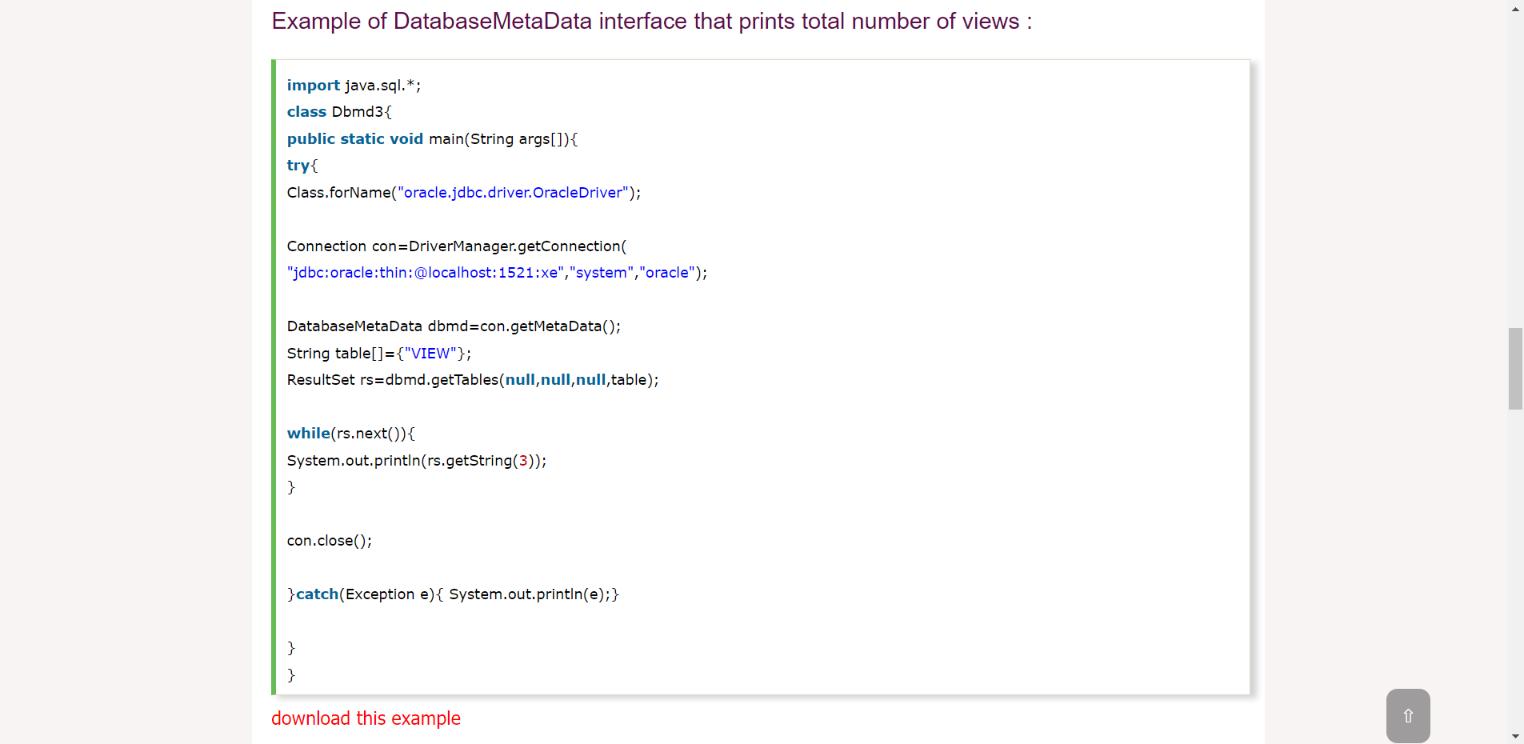 Example of DatabaseMetaData interface that prints total number of views :
import java.sql.*;
class Dbmd3{
public static void main(String args[]){
try{
Class.forName("oracle.jdbc.driver.OracleDriver");
Connection con=DriverManager.getConnection(
"jdbc:oracle:thin:@localhost:1521:xe","system","oracle");
DatabaseMetaData dbmd=con.getMetaData();
String table[]={"VIEW"};
ResultSet rs=dbmd.getTables(null,null,null,table);
while(rs.next()){
System.out.println(rs.getString(3));
}
con.close();
}catch(Exception e){ System.out.println(e);}
}
}
download this example
⇧